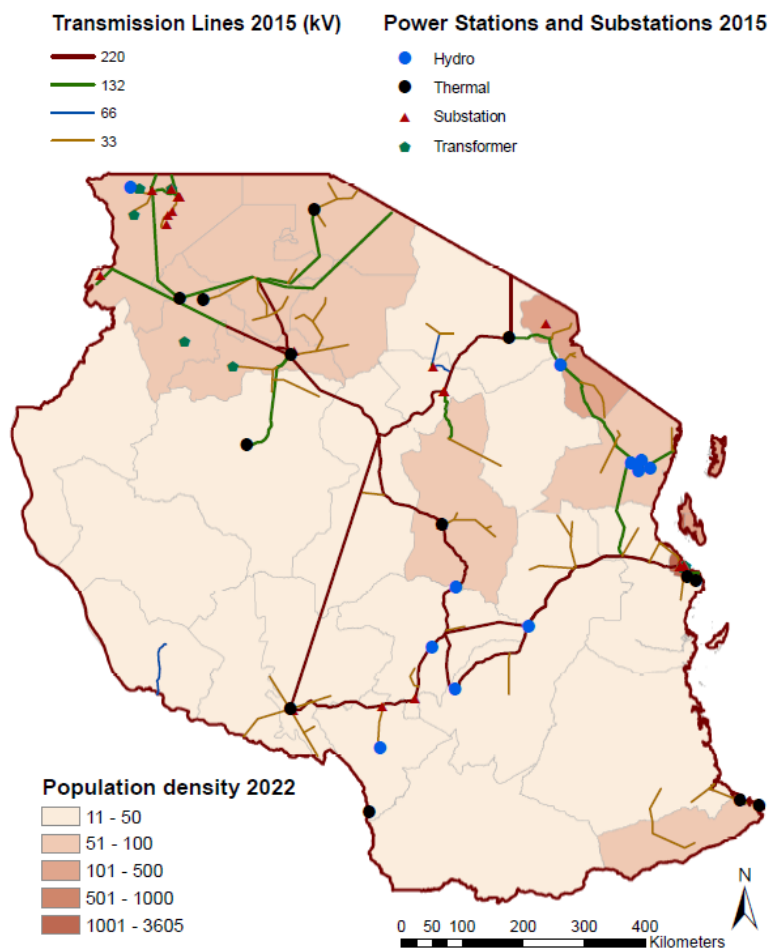 Transmission Lines 2015 (kV)
220
132
66
33
Power Stations and Substations 2015
Hydro
Thermal
Substation
Transformer
Population density 2022
11 - 50
51 - 100
101 - 500
501 - 1000
1001 - 3605
N
0 50 100 200 300 400
Kilometers